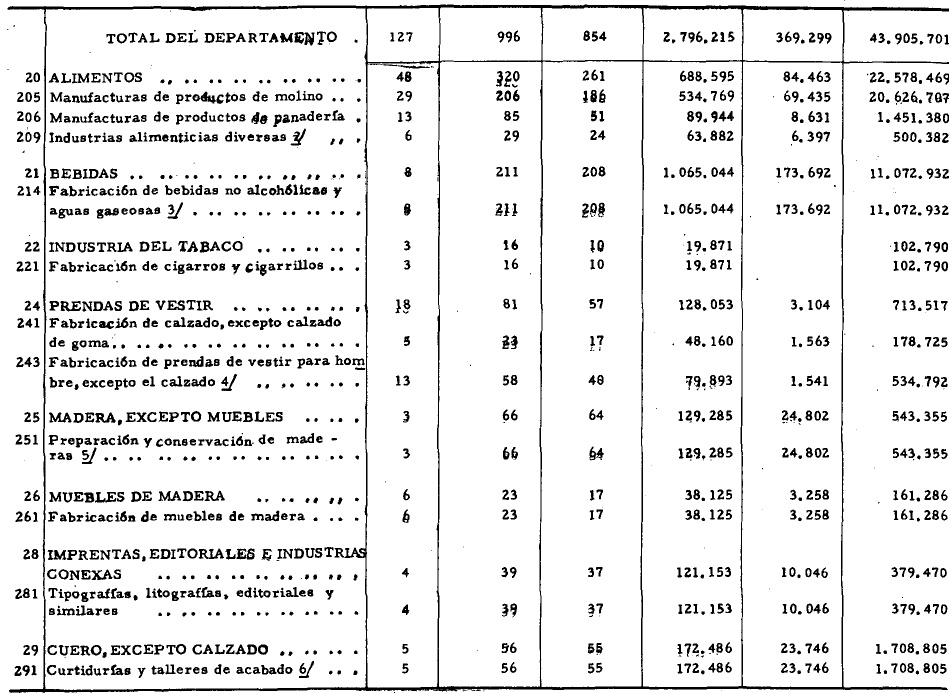 TOTAL DEL DEPARTAMENTO . 127 996 854 2.796.215 369.299 43.905.701
20 ALIMENTOS .. .. .. .. .. .. .. . 48 320 261 688.595 84.463 22.578.469
205 Manufacturas de productos de molino .. . 29 206 186 534.769 69.435 20.626.707
206 Manufacturas de productos de panadería . 13 85 51 89.944 8.631 1.451.380
209 Industrias alimenticias diversas 2/ .. . 6 29 24 63.882 6.397 500.382
21 BEBIDAS .. .. .. .. .. .. .. .. . 8 211 208 1.065.044 173.692 11.072.932
214 Fabricación de bebidas no alcohólicas y
aguas gaseosas 3/ . .. .. .. .. .. . 8 211 208 1.065.044 173.692 11.072.932
22 INDUSTRIA DEL TABACO .. .. .. . 3 16 10 19.871 102.790
221 Fabricación de cigarros y cigarrillos .. . 3 16 10 19.871 102.790
24 PRENDAS DE VESTIR .. .. .. .. . 18 81 57 128.053 3.104 713.517
241 Fabricación de calzado, excepto calzado
de goma .. .. .. .. .. .. .. .. .. . 5 23 17 48.160 1.563 178.725
243 Fabricación de prendas de vestir para hom
bre, excepto el calzado 4/ .. .. .. . 13 58 40 79.893 1.541 534.792
25 MADERA, EXCEPTO MUEBLES .. .. . 3 66 64 129.285 24.802 543.355
251 Preparación y conservación de made -
ras 5/ .. .. .. .. .. .. .. .. .. . 3 66 64 129.285 24.802 543.355
26 MUEBLES DE MADERA .. .. .. .. . 6 23 17 38.125 3.258 161.286
261 Fabricación de muebles de madera . .. . 6 23 17 38.125 3.258 161.286
28 IMPRENTAS, EDITORIALES E INDUSTRIAS
CONEXAS .. .. .. .. .. .. .. . 4 39 37 121.153 10.046 379.470
281 Tipografías, litografías, editoriales y
similares .. .. .. .. .. .. .. . 4 39 37 121.153 10.046 379.470
29 CUERO, EXCEPTO CALZADO .. .. . 5 56 55 172.486 23.746 1.708.805
291 Curtidurías y talleres de acabado 6/ .. . 5 56 55 172.486 23.746 1.708.805